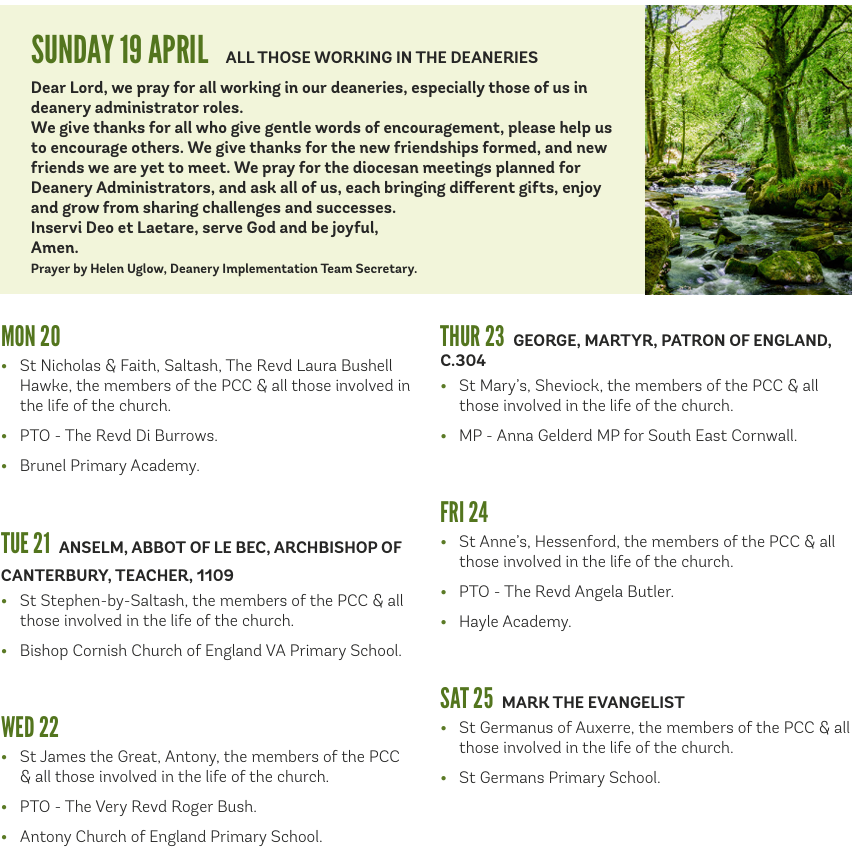 SUNDAY 19 APRIL ALL THOSE WORKING IN THE DEANERIES
Dear Lord, we pray for all working in our deaneries, especially those of us in
deanery administrator roles.
We give thanks for all who give gentle words of encouragement, please help us
to encourage others. We give thanks for the new friendships formed, and new
friends we are yet to meet. We pray for the diocesan meetings planned for
Deanery Administrators, and ask all of us, each bringing different gifts, enjoy
and grow from sharing challenges and successes.
Inservi Deo et Laetare, serve God and be joyful,
Amen.
Prayer by Helen Uglow, Deanery Implementation Team Secretary.
MON 20
• St Nicholas & Faith, Saltash, The Revd Laura Bushell
Hawke, the members of the PCC & all those involved in
the life of the church.
• PTO - The Revd Di Burrows.
• Brunel Primary Academy.
TUE 21 ANSELM, ABBOT OF LE BEC, ARCHBISHOP OF
CANTERBURY, TEACHER, 1109
• St Stephen-by-Saltash, the members of the PCC & all
those involved in the life of the church.
• Bishop Cornish Church of England VA Primary School.
WED 22
• St James the Great, Antony, the members of the PCC
& all those involved in the life of the church.
• PTO - The Very Revd Roger Bush.
• Antony Church of England Primary School.
THUR 23 GEORGE, MARTYR, PATRON OF ENGLAND,
C.304
• St Mary's, Sheviock, the members of the PCC & all
those involved in the life of the church.
• MP - Anna Gelderd MP for South East Cornwall.
FRI 24
• St Anne's, Hessenford, the members of the PCC & all
those involved in the life of the church.
• PTO - The Revd Angela Butler.
• Hayle Academy.
SAT 25 MARK THE EVANGELIST
• St Germanus of Auxerre, the members of the PCC & all
those involved in the life of the church.
• St Germans Primary School.